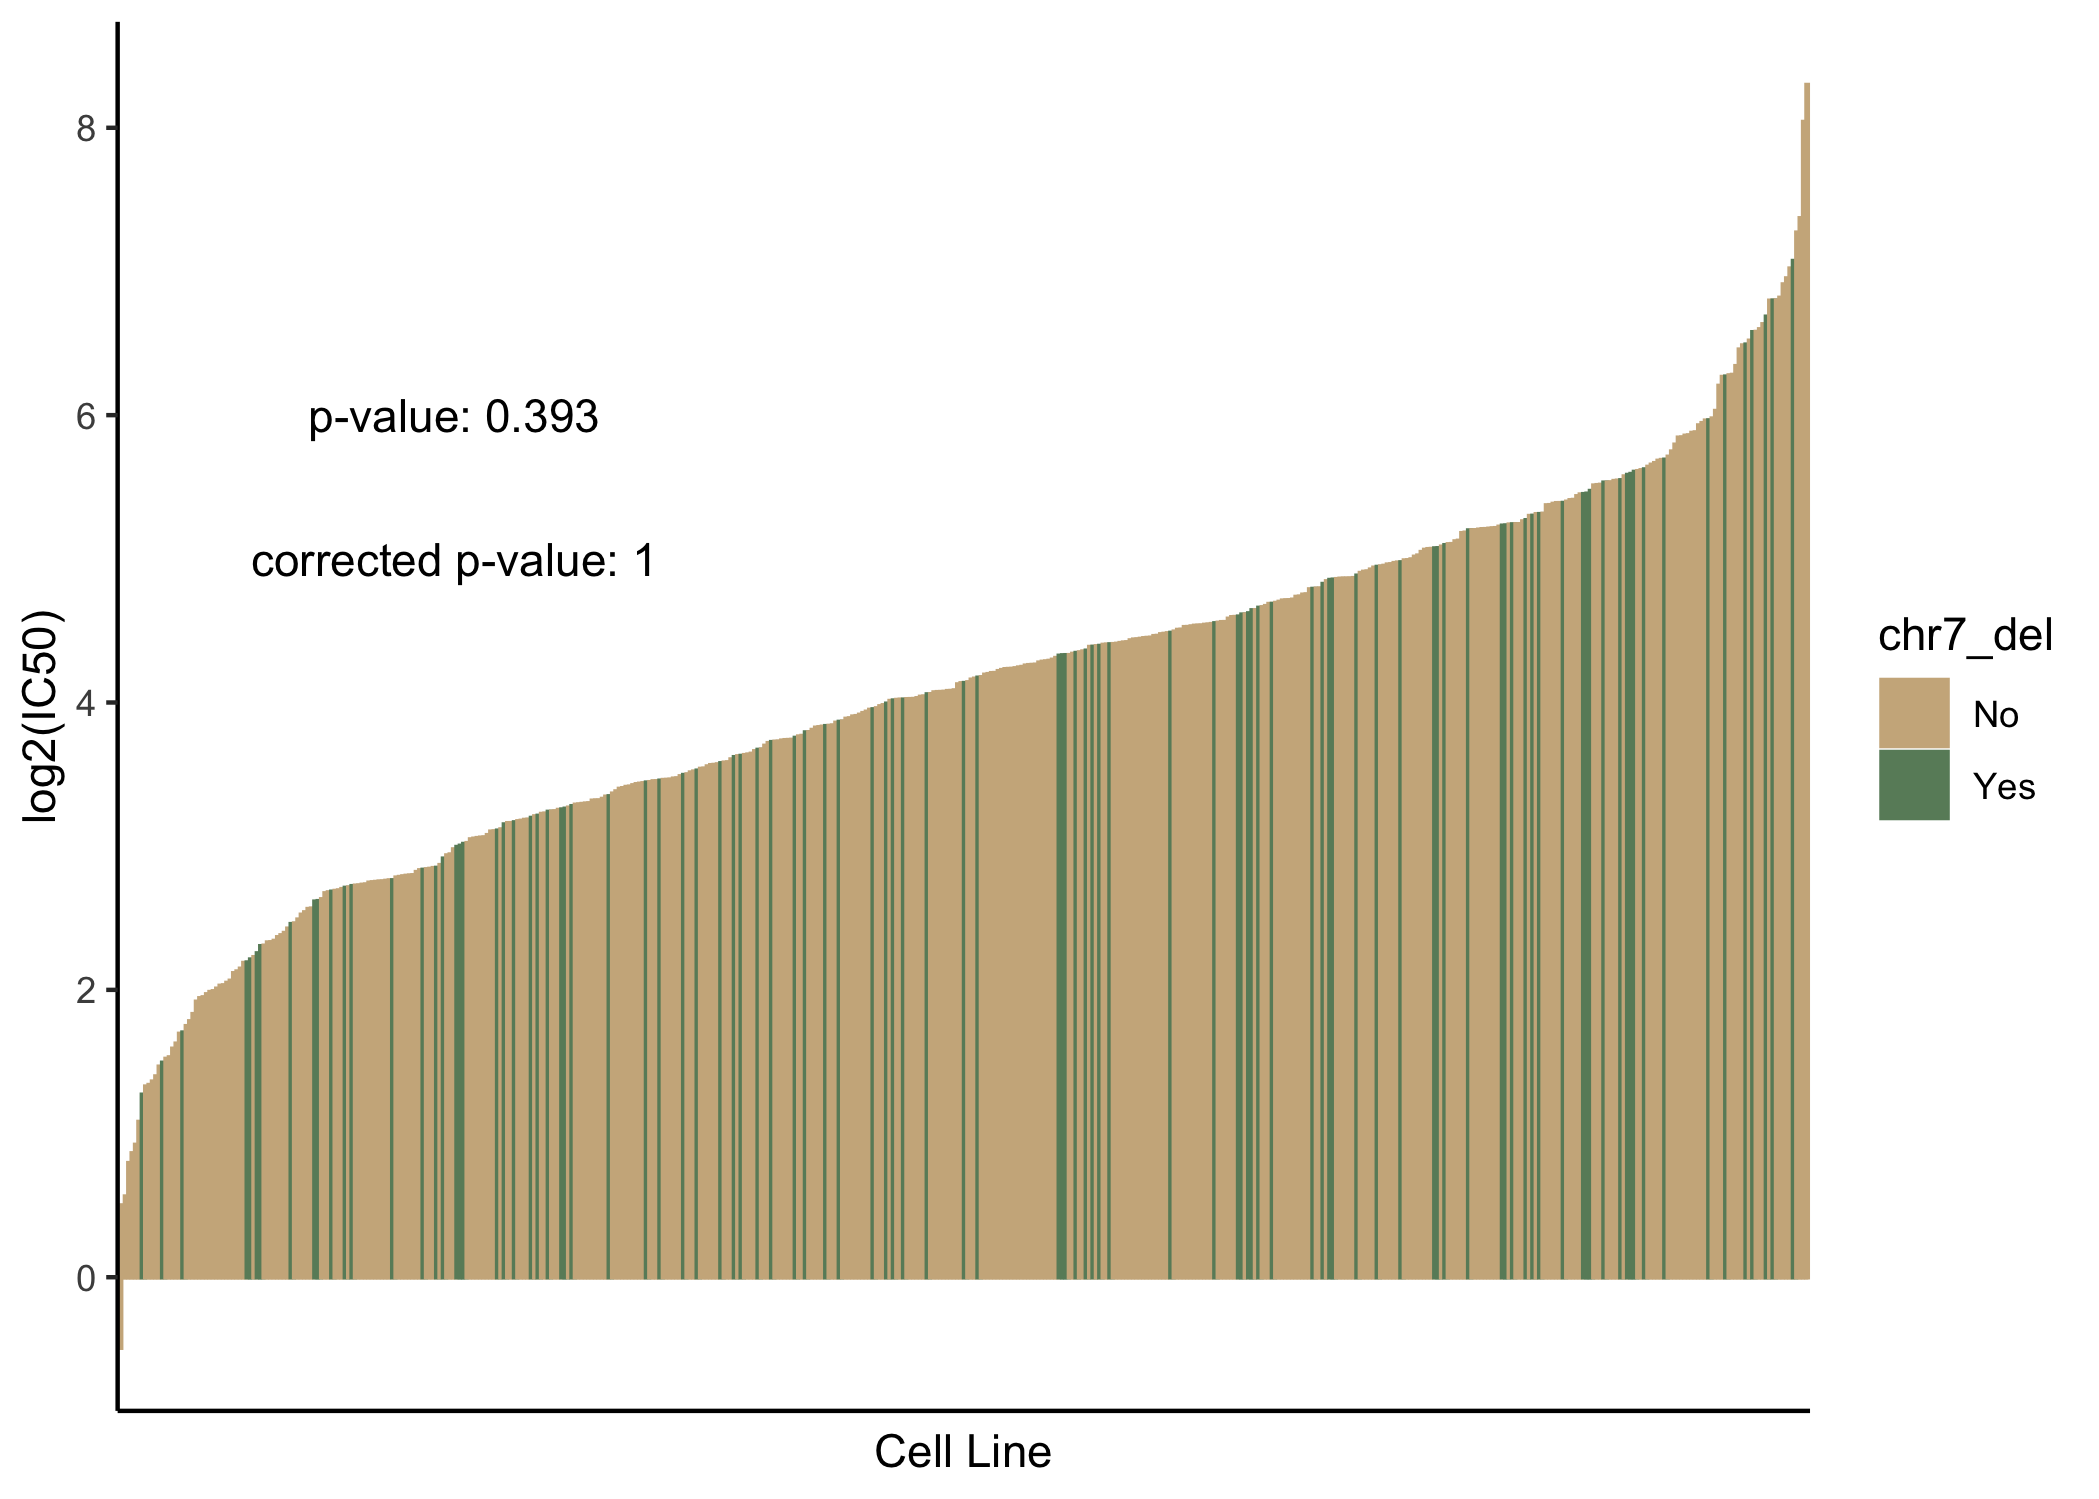 8
6
4
2
0
log2(IC50)
p-value: 0.393
corrected p-value: 1
Cell Line
chr7_del
No
Yes